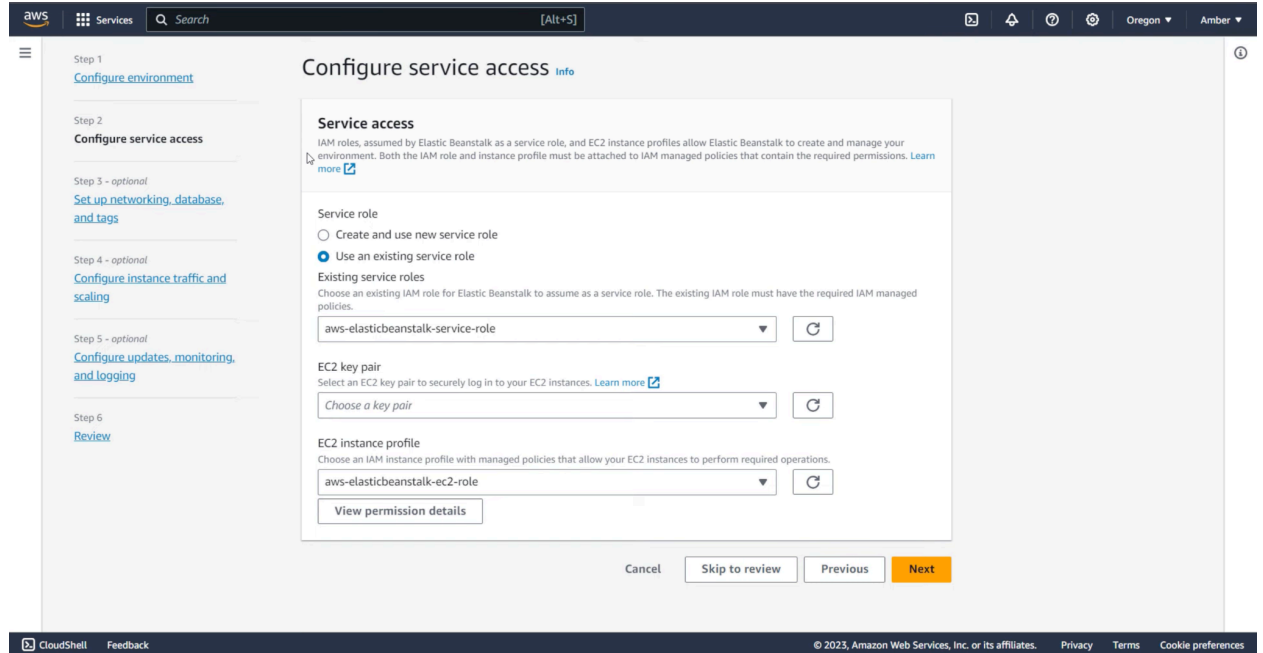 aws
Services
Search
[Alt+S]
Oregon ▼
Amber ▼
Step 1
Configure environment
Step 2
Configure service access
Step 3 - optional
Set up networking, database,
and tags
Step 4 - optional
Configure instance traffic and
scaling
Step 5 - optional
Configure updates, monitoring,
and logging
Step 6
Review
Configure service access Info
Service access
IAM roles, assumed by Elastic Beanstalk as a service role, and EC2 instance profiles allow Elastic Beanstalk to create and manage your
environment. Both the IAM role and instance profile must be attached to IAM managed policies that contain the required permissions. Learn
more
Service role
Create and use new service role
Use an existing service role
Existing service roles
Choose an existing IAM role for Elastic Beanstalk to assume as a service role. The existing IAM role must have the required IAM managed
policies.
aws-elasticbeanstalk-service-role
EC2 key pair
Select an EC2 key pair to securely log in to your EC2 instances. Learn more
Choose a key pair
EC2 instance profile
Choose an IAM instance profile with managed policies that allow your EC2 instances to perform required operations.
aws-elasticbeanstalk-ec2-role
View permission details
Cancel
Skip to review
Previous
Next
CloudShell
Feedback
© 2023, Amazon Web Services, Inc. or its affiliates.
Privacy
Terms
Cookie preferences